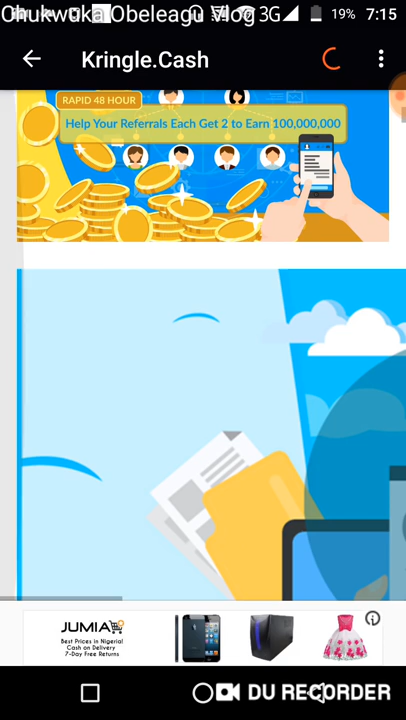 Chukwuka Obeleagu Vlog
3G
19%
7:15
Kringle.Cash
RAPID 48 HOUR
Help Your Referrals Each Get 2 to Earn 100,000,000
JUMIA
Best Prices in Nigeria!
Cash on Delivery
7-Day Free Returns
DU RECORDER